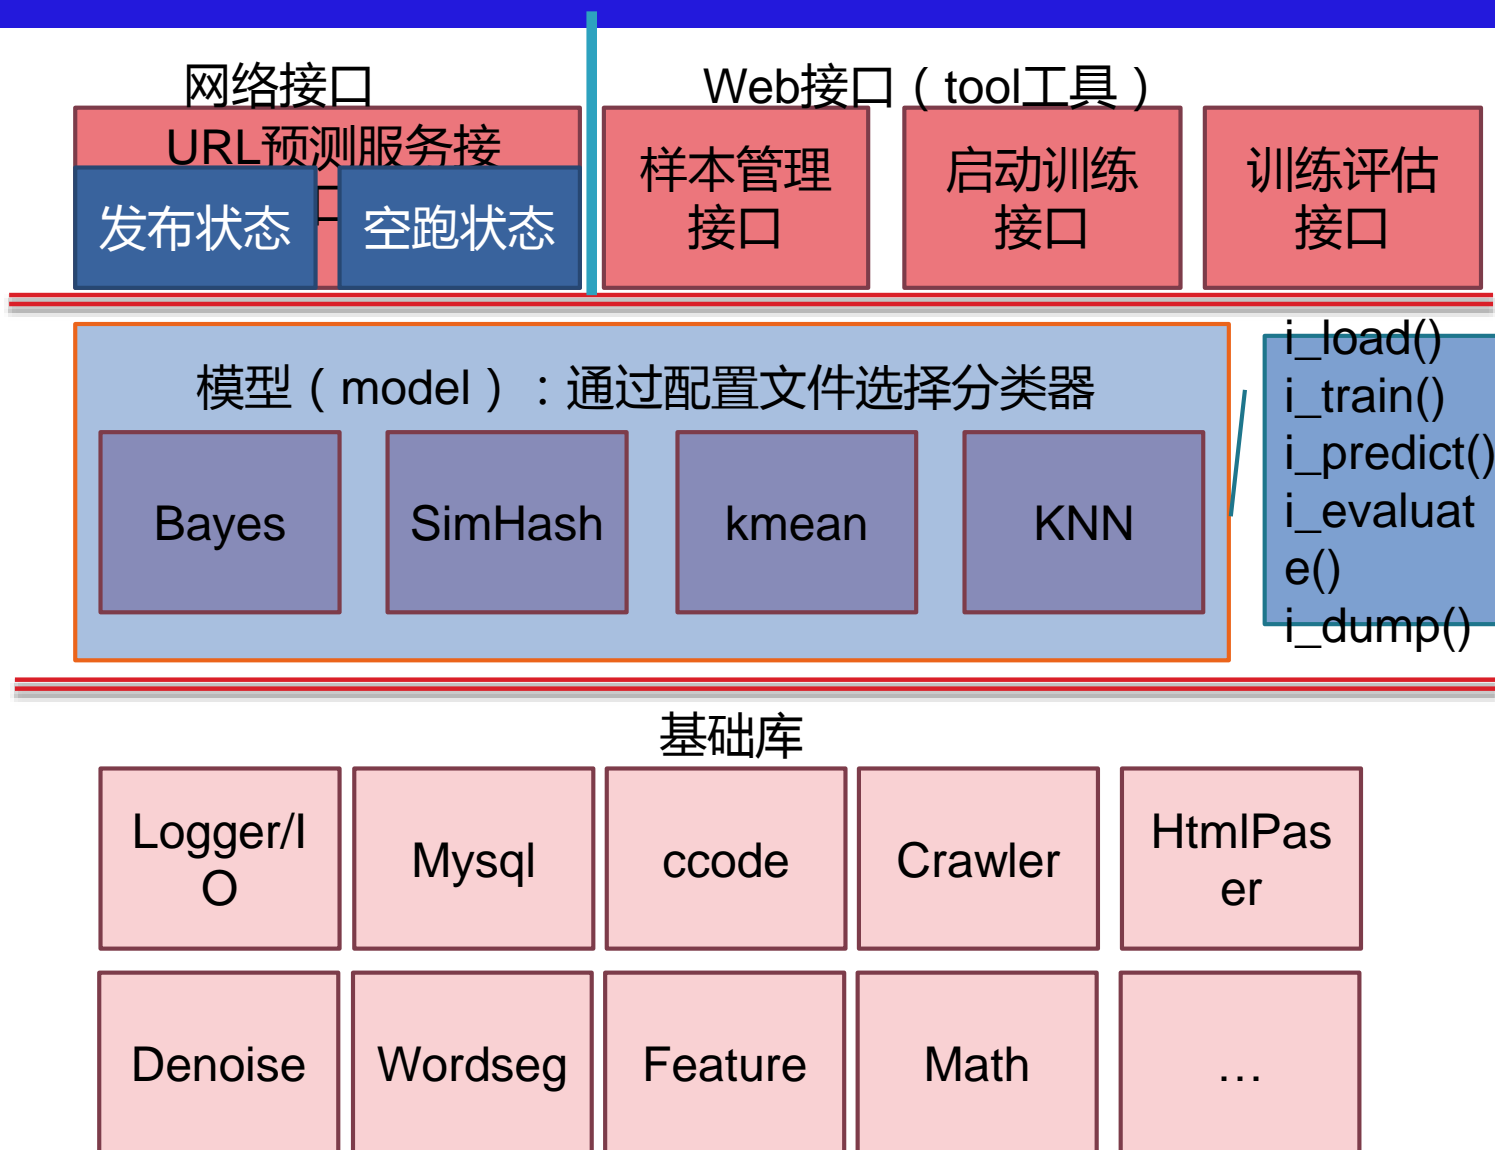 网络接口
Web接口（tool工具）
URL预测服务接
口
发布状态
空跑状态
样本管理
接口
启动训练
接口
训练评估
接口
模型（model）：通过配置文件选择分类器
Bayes
SimHash
kmean
KNN
i_load()
i_train()
i_predict()
i_evaluat
e()
i_dump()
基础库
Logger/I
O
Mysql
ccode
Crawler
HtmlPas
er
Denoise
Wordseg
Feature
Math
…